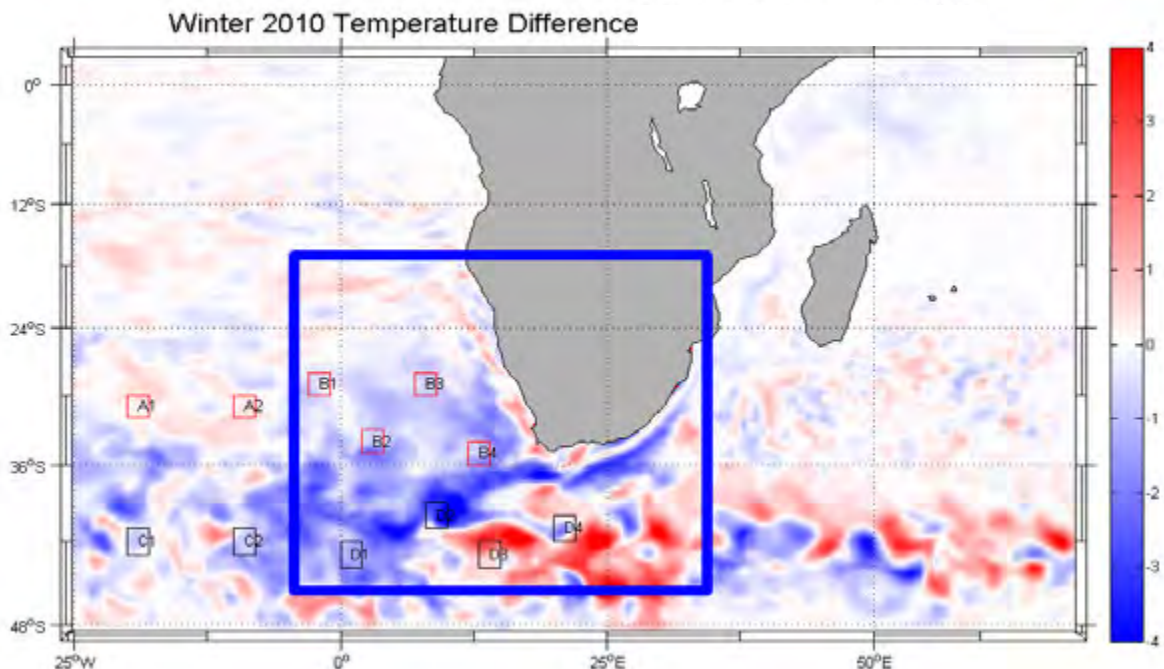 Winter 2010 Temperature Difference
4
0°
3
2
12°S
1
24°S
0
B1 B3
A1 A2
-1
B2
B4
36°S
-2
D2
D4
C1 C2
D1 D3
-3
48°S
-4
25°W 0° 25°E 50°E